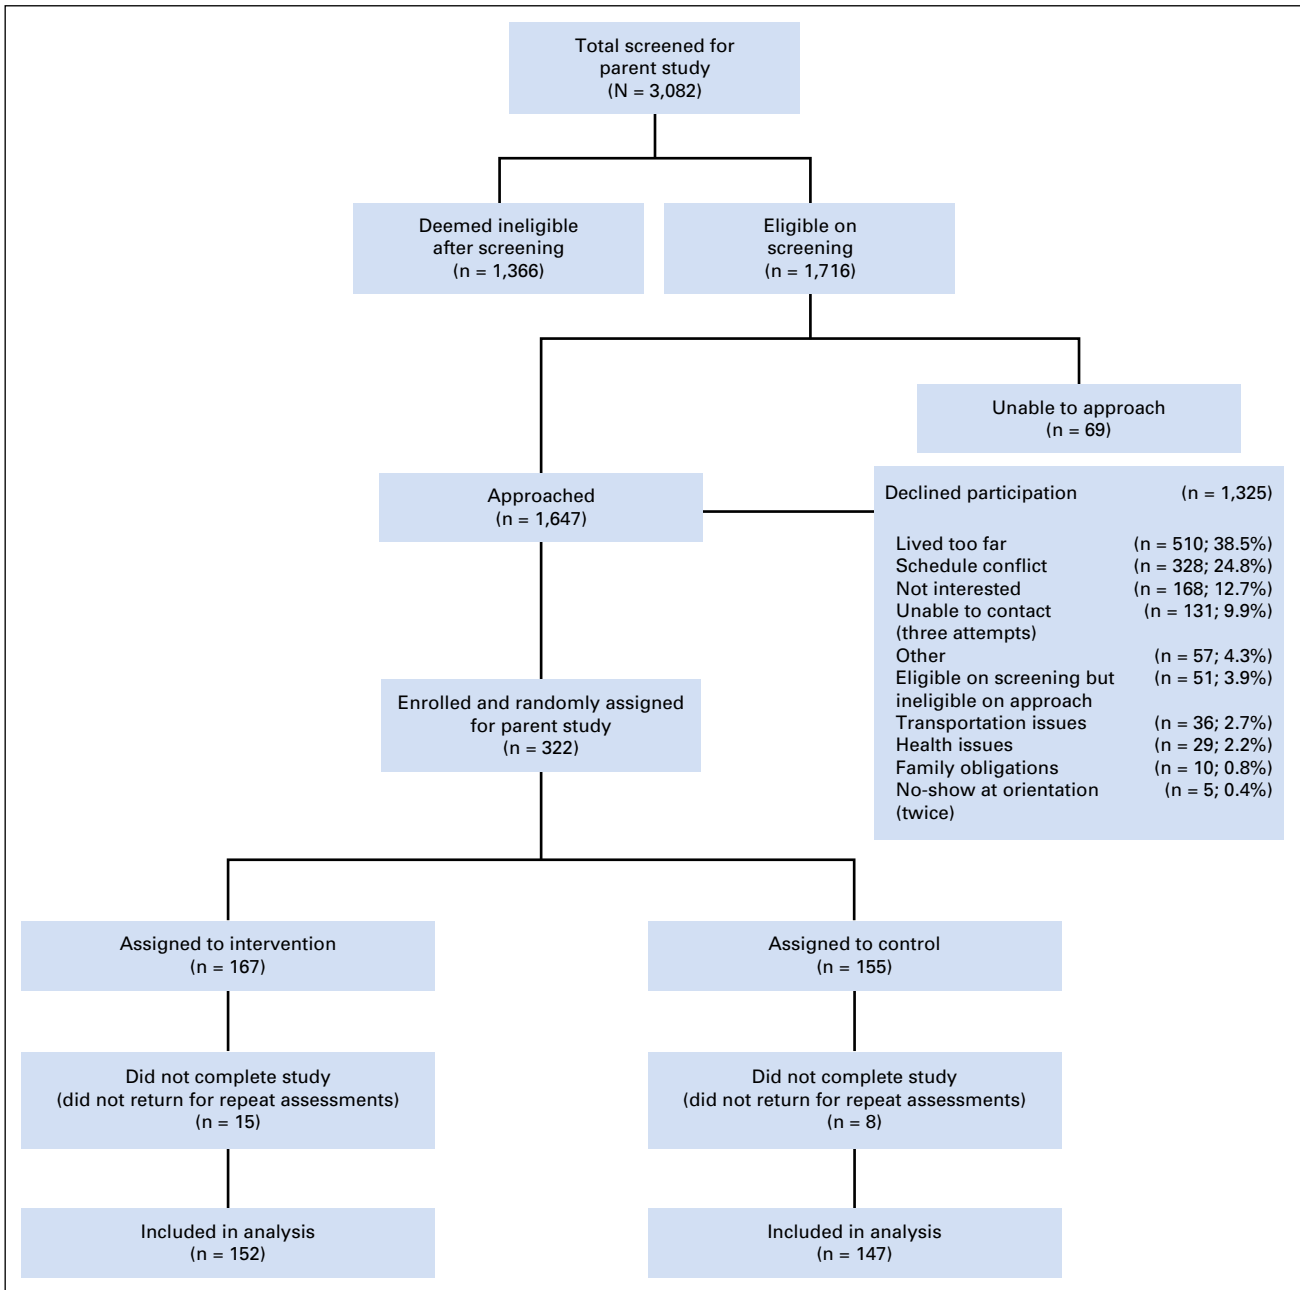 Total screened for
parent study
(N = 3,082)
Deemed ineligible
after screening
(n = 1,366)
Eligible on
screening
(n = 1,716)
Unable to approach
(n = 69)
Approached
(n = 1,647)
Declined participation (n = 1,325)
Lived too far (n = 510; 38.5%)
Schedule conflict (n = 328; 24.8%)
Not interested (n = 168; 12.7%)
Unable to contact (n = 131; 9.9%)
(three attempts)
Other (n = 57; 4.3%)
Eligible on screening but (n = 51; 3.9%)
ineligible on approach
Transportation issues (n = 36; 2.7%)
Health issues (n = 29; 2.2%)
Family obligations (n = 10; 0.8%)
No-show at orientation (n = 5; 0.4%)
(twice)
Enrolled and randomly assigned
for parent study
(n = 322)
Assigned to intervention
(n = 167)
Assigned to control
(n = 155)
Did not complete study
(did not return for repeat assessments)
(n = 15)
Did not complete study
(did not return for repeat assessments)
(n = 8)
Included in analysis
(n = 152)
Included in analysis
(n = 147)